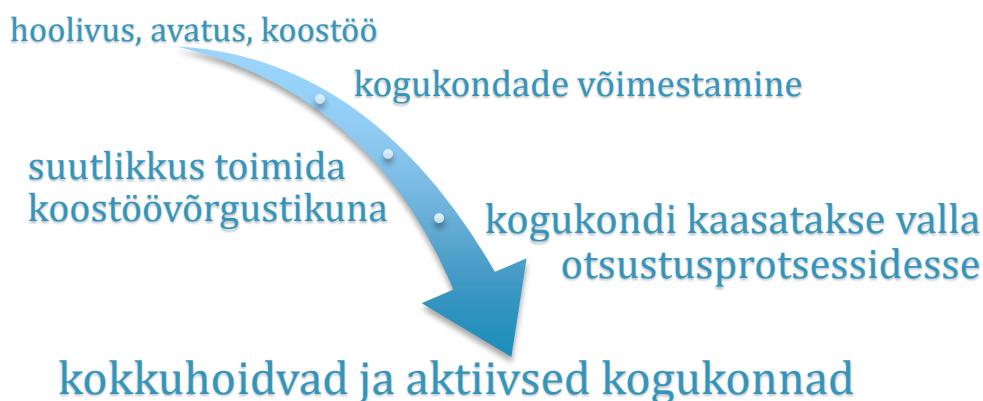 hoolivus, avatus, koostöö
kogukondade võimestamine
suutlikkus toimida
koostöövõrgustikuna
kogukondi kaasatakse valla
otsustusprotsessidesse
kokkuhoidvad ja aktiivsed kogukonnad